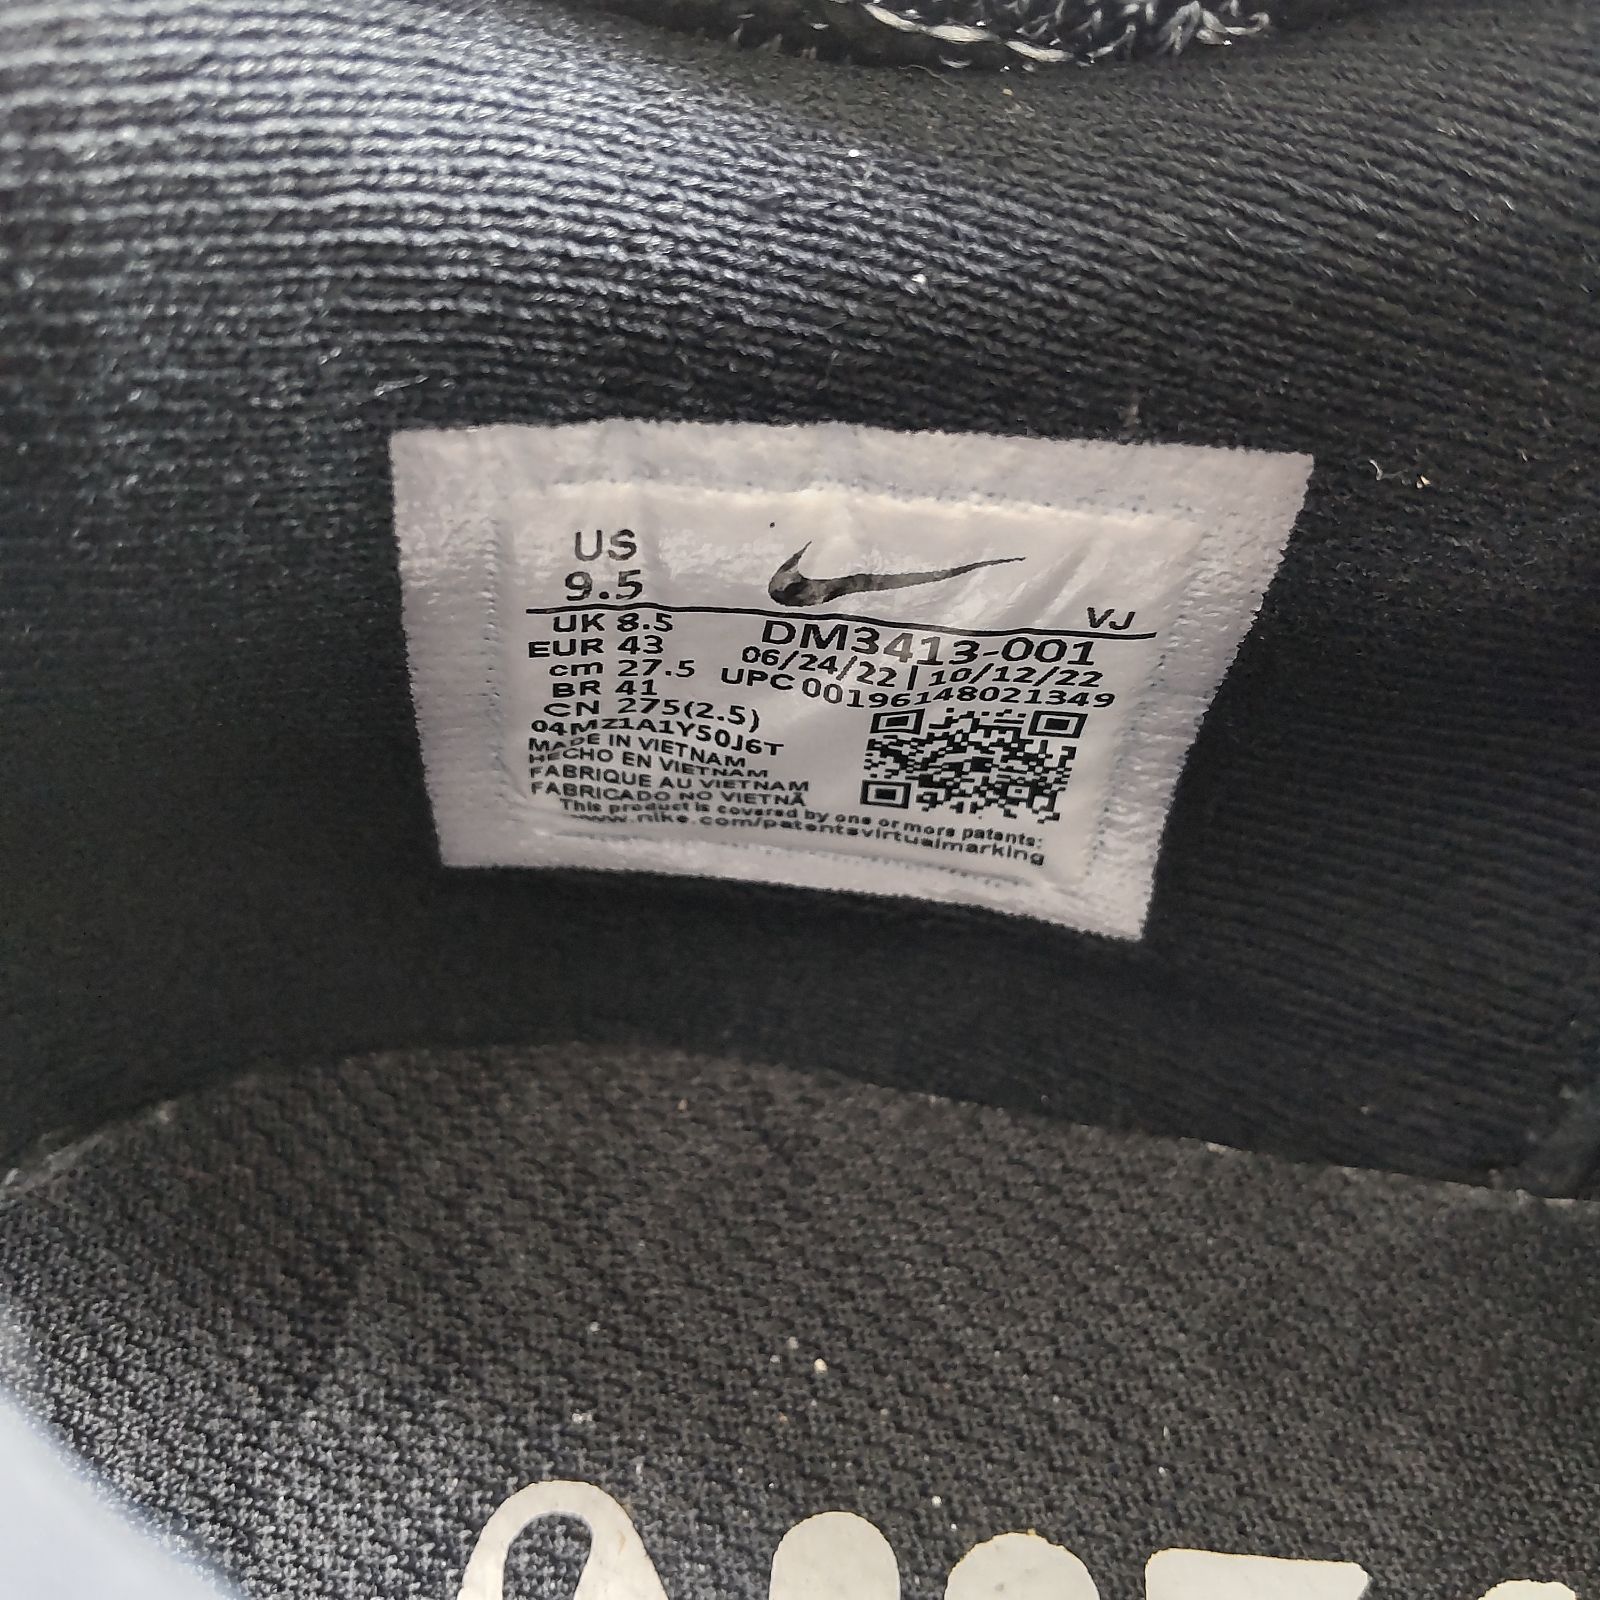 US
9.5
VJ
UK 8.5
EUR 43
cm 27.5
BR 41
CN 275(2.5)
DM3413-001
06/24/22 | 10/12/22
UPC 00196148021349
04MZ1A1Y50J6T
MADE IN VIETNAM
HECHO EN VIETNAM
FABRIQUE AU VIETNAM
FABRICADO NO VIETNÃ
This product is covered by one or more patents:
www.nike.com/patentsvirtualmarking